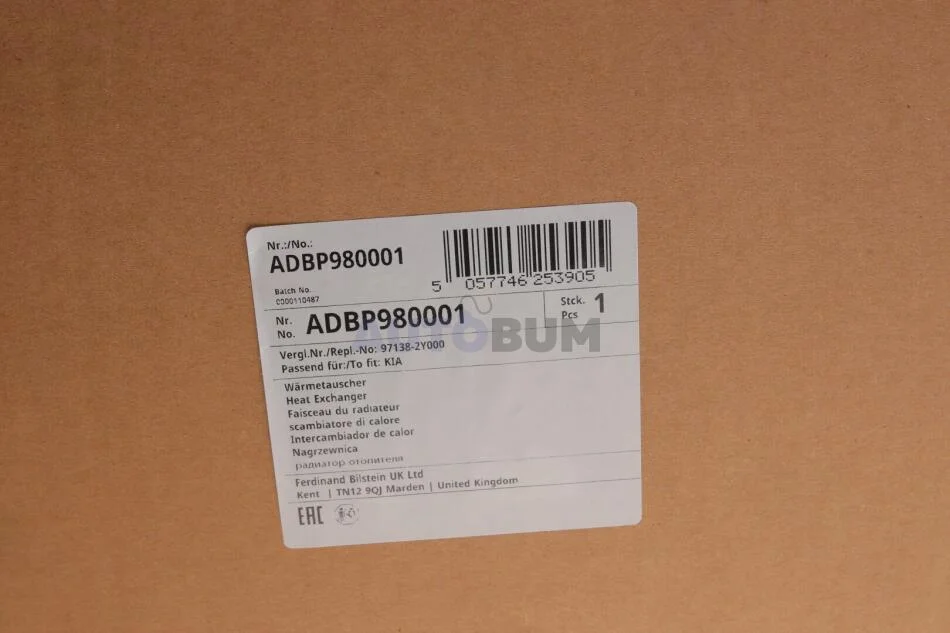 Nr.:/No.:
ADBP980001
5 057746 253905
Batch No.
C000110487
Nr.
No. ADBP980001
Stck.
Pcs 1
AUTOBUM
Vergl.Nr./Repl.-No: 97138-2Y000
Passend für:/To fit: KIA
Wärmetauscher
Heat Exchanger
Faisceau du radiateur
scambiatore di calore
Intercambiador de calor
Nagrzewnica
радиатор отопителя
Ferdinand Bilstein UK Ltd
Kent | TN12 9QJ Marden | United Kingdom
EAC